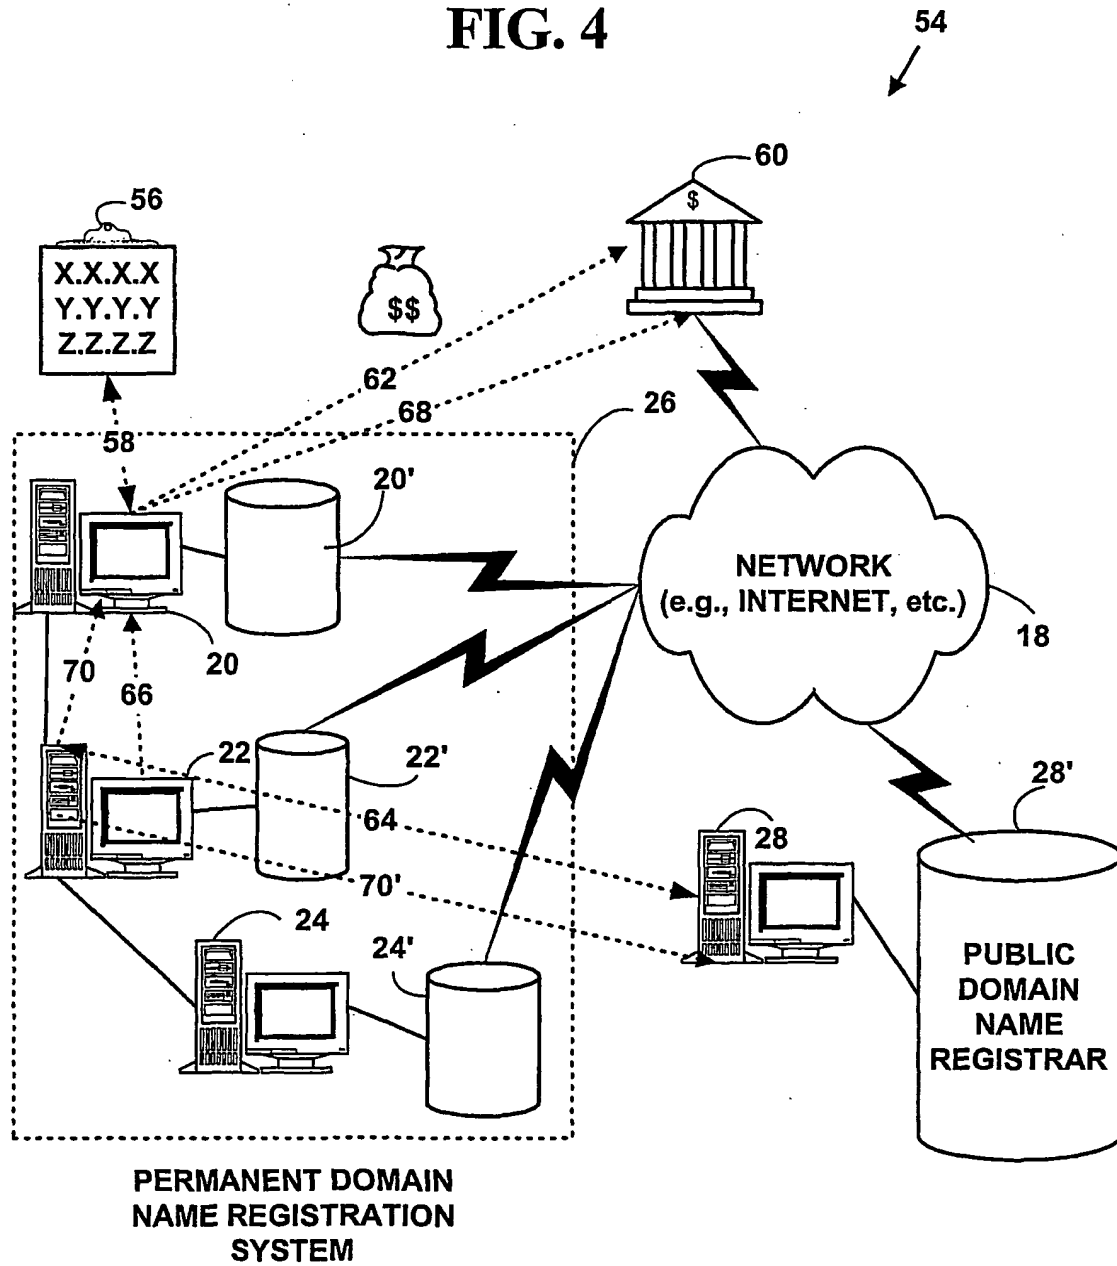 FIG. 4
54
60
$
56
X.X.X.X
Y.Y.Y.Y
Z.Z.Z.Z
$$
62
68
26
58
20'
NETWORK
(e.g., INTERNET, etc.)
18
20
70
66
22
22'
64
28
28'
70'
24
24'
PUBLIC
DOMAIN
NAME
REGISTRAR
PERMANENT DOMAIN
NAME REGISTRATION
SYSTEM